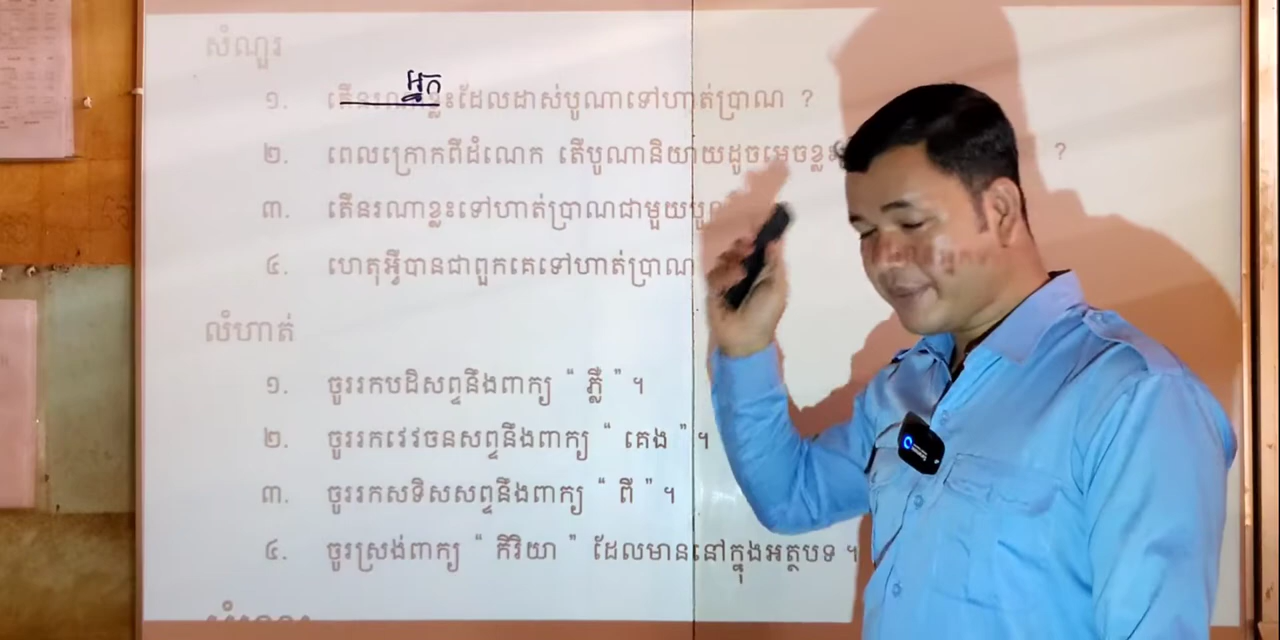 សំណួរ
អ្នក
១. តើនរណាខ្លះដែលដាស់បូណាទៅហាត់ប្រាណ ?
២. ពេលក្រោកពីដំណេក តើបូណានិយាយដូចម្ដេចខ្លះ ?
៣. តើនរណាខ្លះទៅហាត់ប្រាណជាមួយបូណា
៤. ហេតុអ្វីបានជាពួកគេទៅហាត់ប្រាណ
លំហាត់
១. ចូររកបដិសព្ទនឹងពាក្យ “ ភ្លឺ ” ។
២. ចូររកវេវចនសព្ទនឹងពាក្យ “ គេង ” ។
៣. ចូររកសទិសសព្ទនឹងពាក្យ “ ពី ” ។
៤. ចូរស្រង់ពាក្យ “ កិរិយា ” ដែលមាននៅក្នុងអត្ថបទ ។